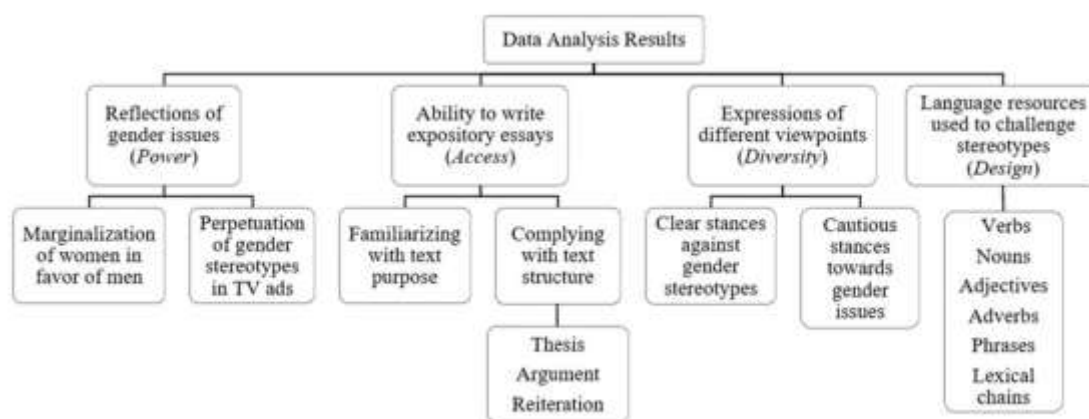 Data Analysis Results
Reflections of
gender issues
(Power)
Ability to write
expository essays
(Access)
Expressions of
different viewpoints
(Diversity)
Language resources
used to challenge
stereotypes
(Design)
Marginalization
of women in
favor of men
Perpetuation of
gender
stereotypes
in TV ads
Familiarizing
with text
purpose
Complying
with text
structure
Clear stances
against
gender
stereotypes
Cautious
stances
towards
gender
issues
Verbs
Nouns
Adjectives
Adverbs
Phrases
Lexical
chains
Thesis
Argument
Reiteration